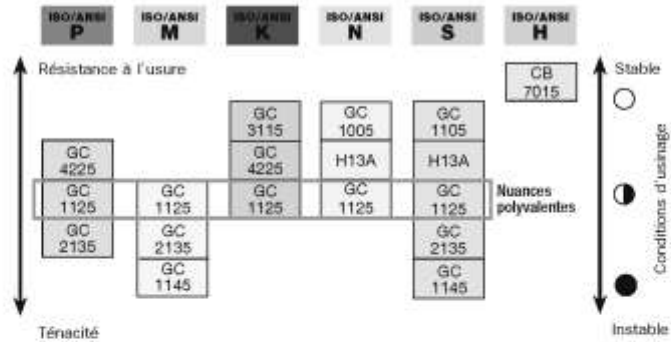 ISO/ANSI ISO/ANSI ISO/ANSI ISO/ANSI ISO/ANSI ISO/ANSI
P M K N S H
Résistance à l'usure
Stable
CB
7015
GC GC GC
3115 1005 1105
GC GC H13A H13A
4225 4225
GC GC GC GC GC
1125 1125 1125 1125 1125
Nuances
polyvalentes
GC GC GC
2135 2135 2135
GC GC
1145 1145
Conditions d'usinage
Ténacité
Instable